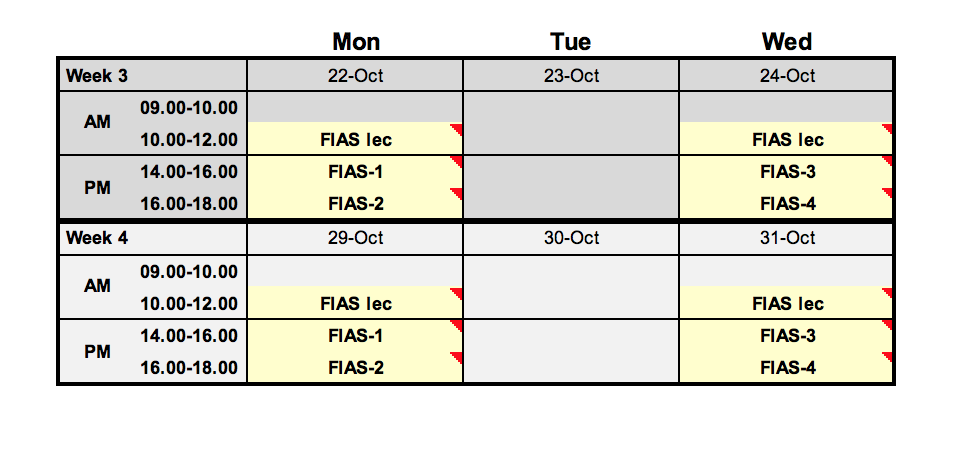 Mon Tue Wed
Week 3 22-Oct 23-Oct 24-Oct
09.00-10.00
AM
10.00-12.00 FIAS lec FIAS lec
14.00-16.00 FIAS-1 FIAS-3
PM
16.00-18.00 FIAS-2 FIAS-4
Week 4 29-Oct 30-Oct 31-Oct
09.00-10.00
AM
10.00-12.00 FIAS lec FIAS lec
14.00-16.00 FIAS-1 FIAS-3
PM
16.00-18.00 FIAS-2 FIAS-4